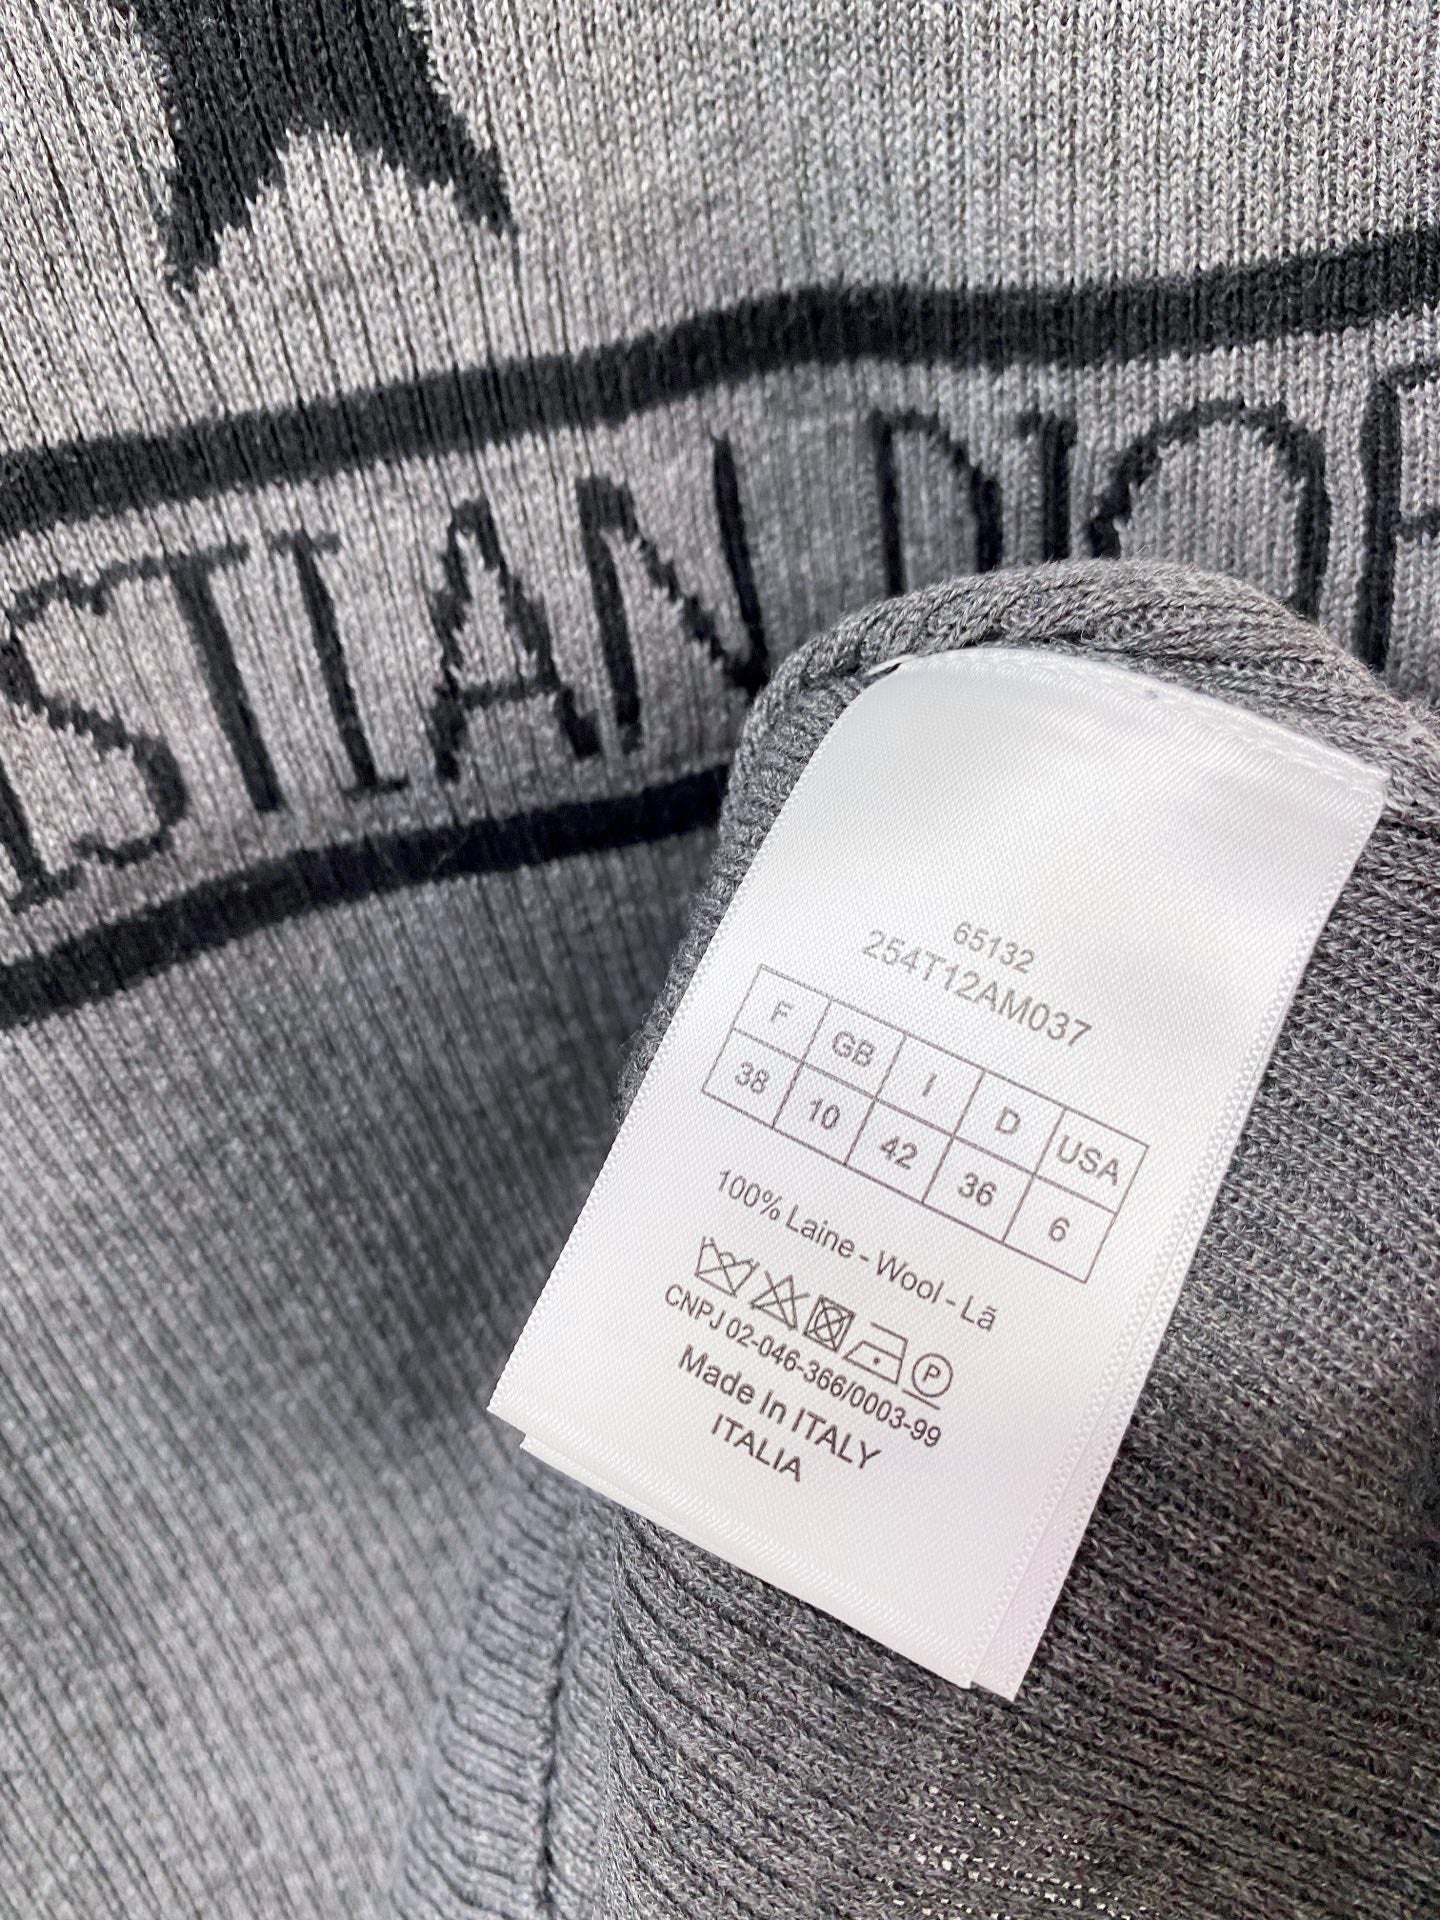 ISTIAN DIOR
65132
254T12AM037
F GB I D USA
38 10 42 36 6
100% Laine - Wool - Lã
P
CNPJ 02-046-366/0003-99
Made In ITALY
ITALIA